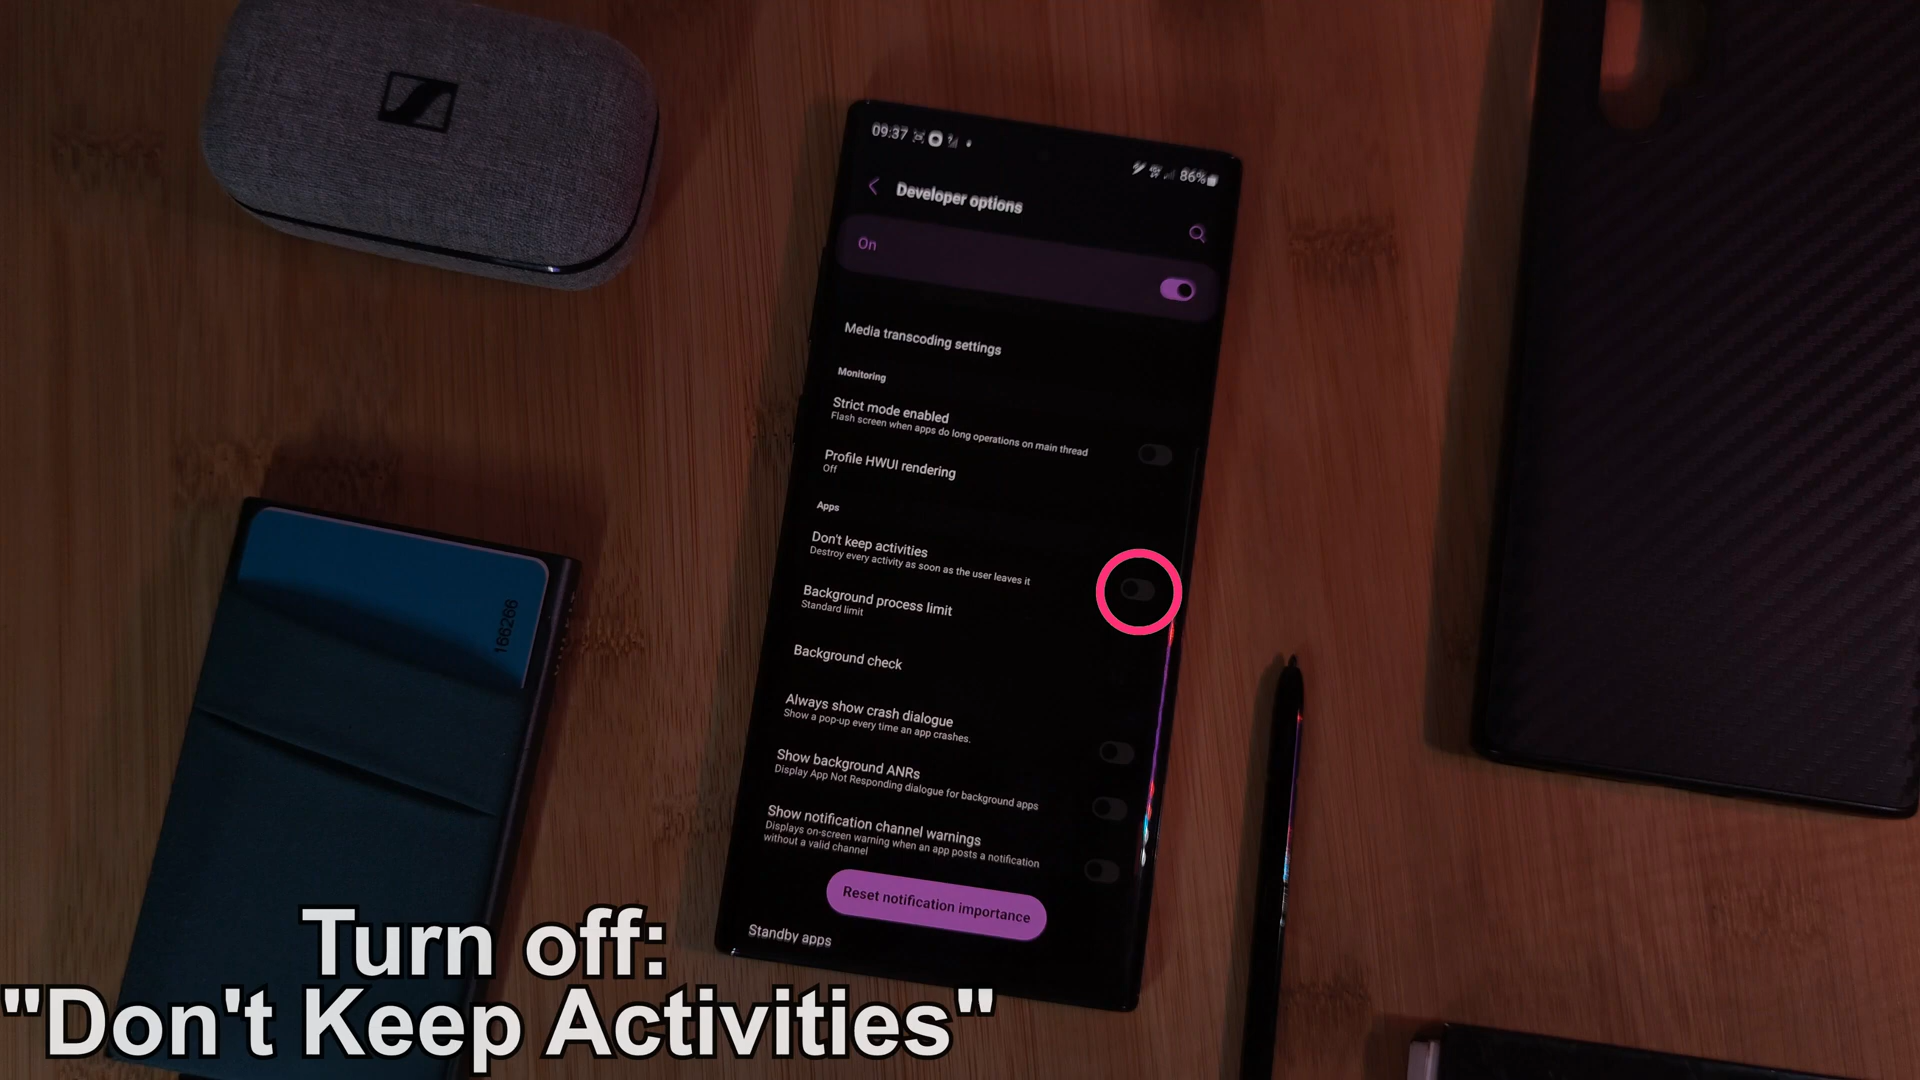 09:37
86%
Developer options
On
Media transcoding settings
Monitoring
Strict mode enabled
Flash screen when apps do long operations on main thread
Profile HWUI rendering
Off
Apps
Don't keep activities
Destroy every activity as soon as the user leaves it
Background process limit
Standard limit
Background check
Always show crash dialogue
Show a pop-up every time an app crashes.
Show background ANRs
Display App Not Responding dialogue for background apps
Show notification channel warnings
Displays on-screen warning when an app posts a notification
without a valid channel
Reset notification importance
Standby apps
166266
Turn off:
"Don't Keep Activities"